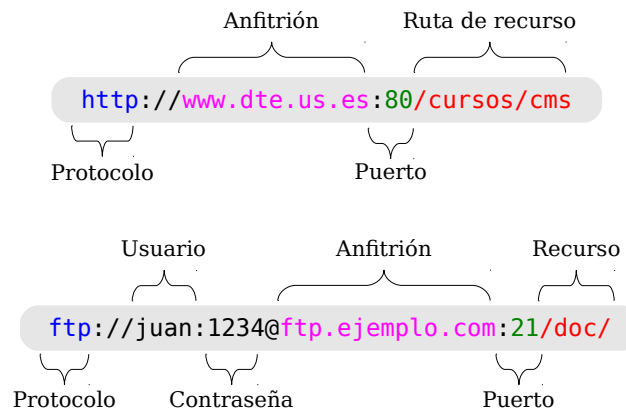 Anfitrión Ruta de recurso
http://www.dte.us.es:80/cursos/cms
Protocolo Puerto
Usuario Anfitrión Recurso
ftp://juan:1234@ftp.ejemplo.com:21/doc/
Protocolo Contraseña Puerto